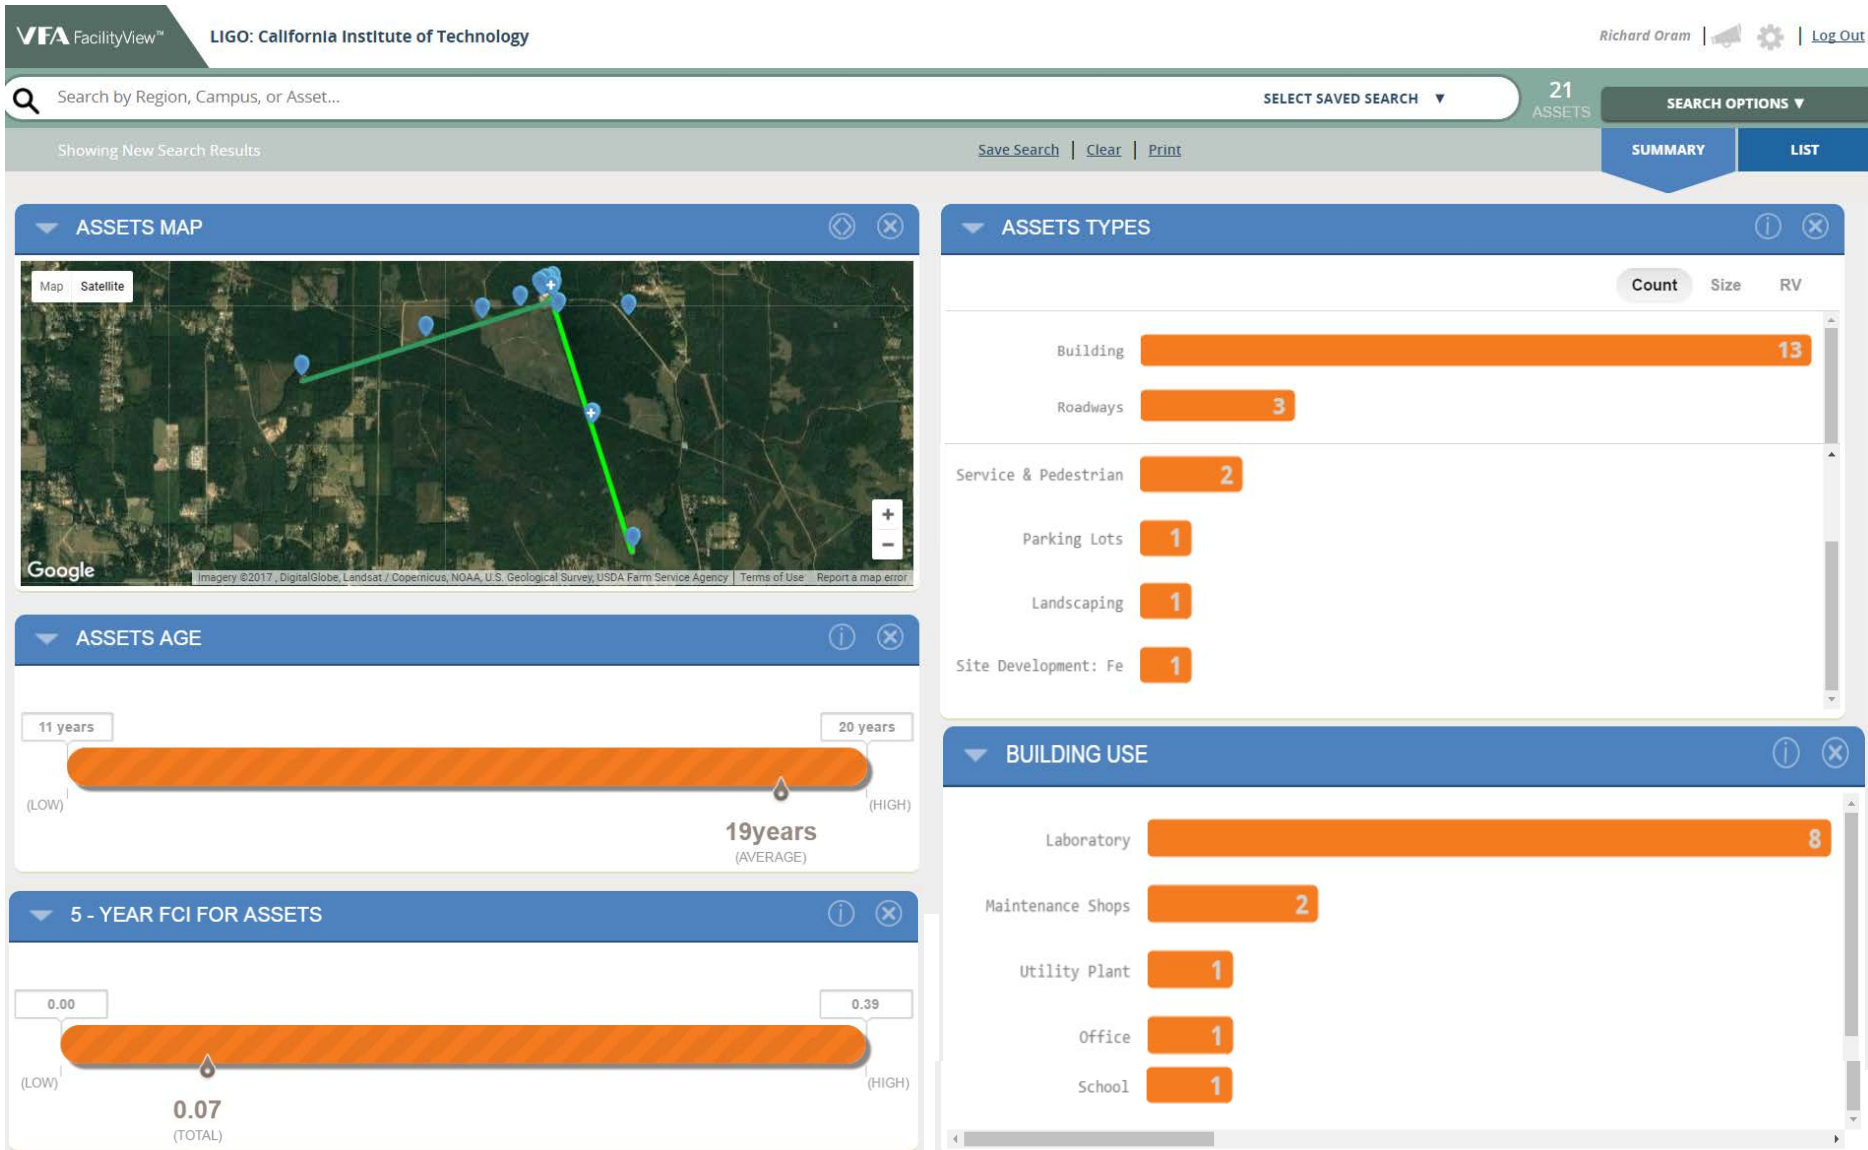 VFA FacilityView™
LIGO: California Institute of Technology
Richard Oram | Log Out
Search by Region, Campus, or Asset...
SELECT SAVED SEARCH ▼
21
ASSETS
SEARCH OPTIONS ▼
Showing New Search Results
Save Search | Clear | Print
SUMMARY
LIST
ASSETS MAP
Map Satellite
+
−
Google
Imagery ©2017 , DigitalGlobe, Landsat / Copernicus, NOAA, U.S. Geological Survey, USDA Farm Service Agency | Terms of Use Report a map error
ASSETS AGE
11 years
20 years
(LOW)
(HIGH)
19years
(AVERAGE)
5 - YEAR FCI FOR ASSETS
0.00
0.39
(LOW)
(HIGH)
0.07
(TOTAL)
ASSETS TYPES
Count Size RV
Building 13
Roadways 3
Service & Pedestrian 2
Parking Lots 1
Landscaping 1
Site Development: Fe 1
BUILDING USE
Laboratory 8
Maintenance Shops 2
Utility Plant 1
Office 1
School 1